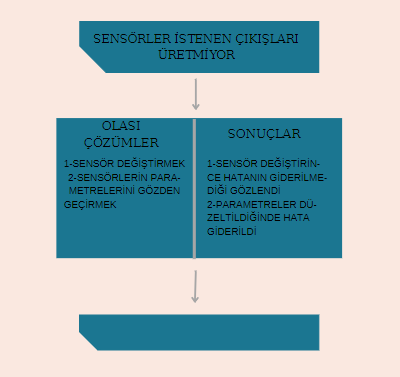 SENSÖRLER İSTENEN ÇIKIŞLARI
ÜRETMİYOR
OLASI
ÇÖZÜMLER
1-SENSÖR DEĞİŞTİRMEK
2-SENSÖRLERİN PARA-
METRELERİNİ GÖZDEN
GEÇİRMEK
SONUÇLAR
1-SENSÖR DEĞİŞTİRİN-
CE HATANIN GİDERİLME-
DİĞİ GÖZLENDİ
2-PARAMETRELER DÜ-
ZELTİLDİĞİNDE HATA
GİDERİLDİ